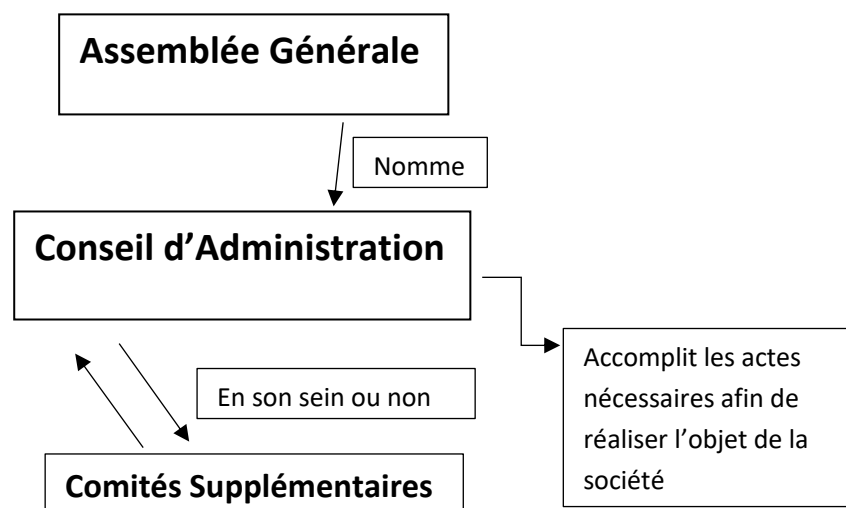 Assemblée Générale
Nomme
Conseil d’Administration
En son sein ou non
Accomplit les actes
nécessaires afin de
réaliser l’objet de la
société
Comités Supplémentaires